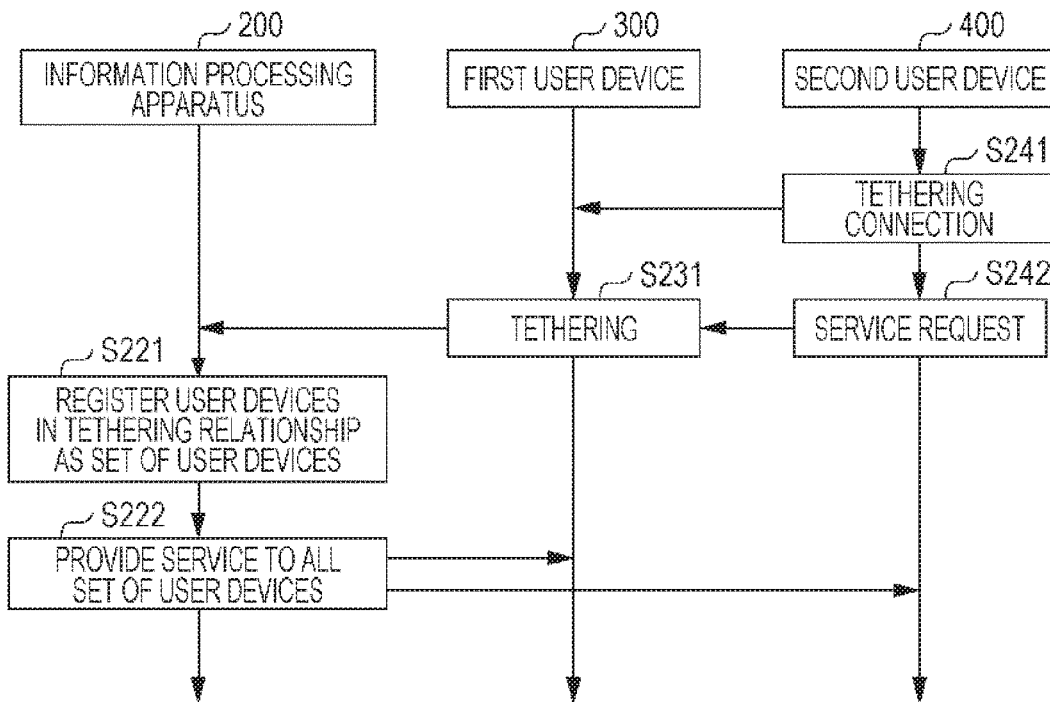 200
INFORMATION PROCESSING
APPARATUS
300
FIRST USER DEVICE
400
SECOND USER DEVICE
S241
TETHERING
CONNECTION
S231
TETHERING
S242
SERVICE REQUEST
S221
REGISTER USER DEVICES
IN TETHERING RELATIONSHIP
AS SET OF USER DEVICES
S222
PROVIDE SERVICE TO ALL
SET OF USER DEVICES